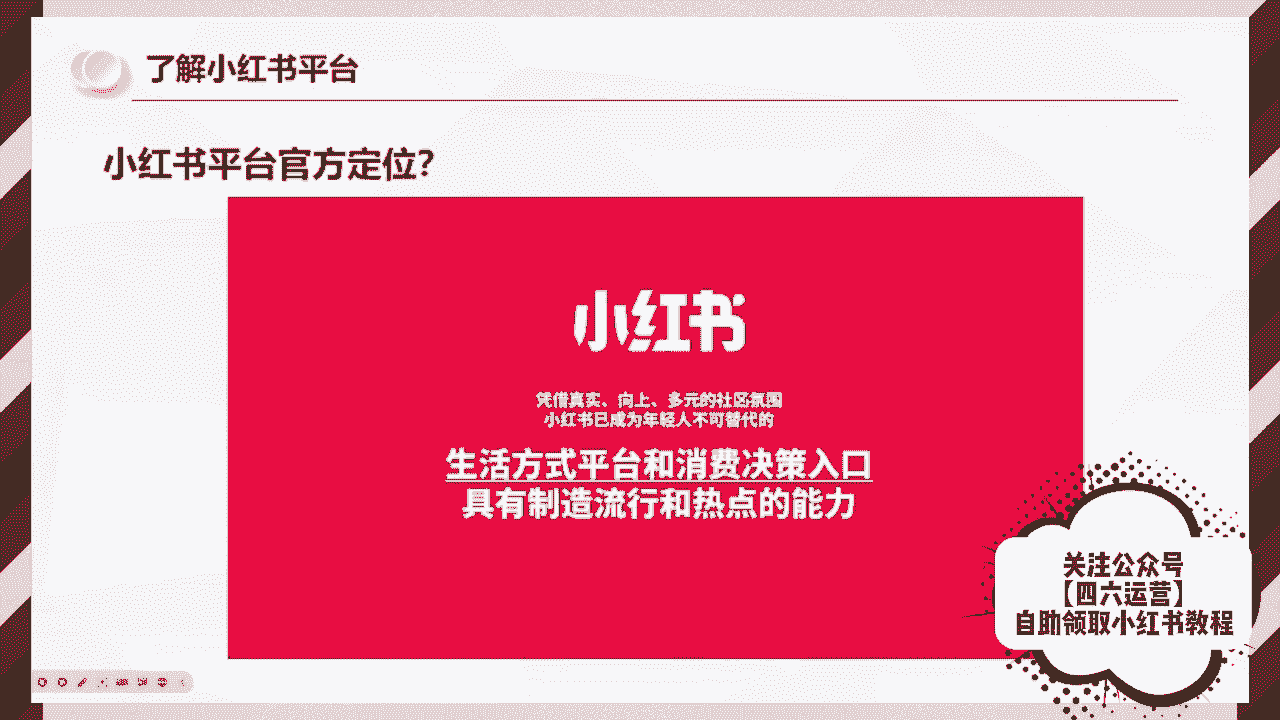 了解小红书平台
小红书平台官方定位？
小红书
凭借真实、向上、多元的社区氛围
小红书已成为年轻人不可替代的
生活方式平台和消费决策入口
具有制造流行和热点的能力
关注公众号
【四六运营】
自助领取小红书教程